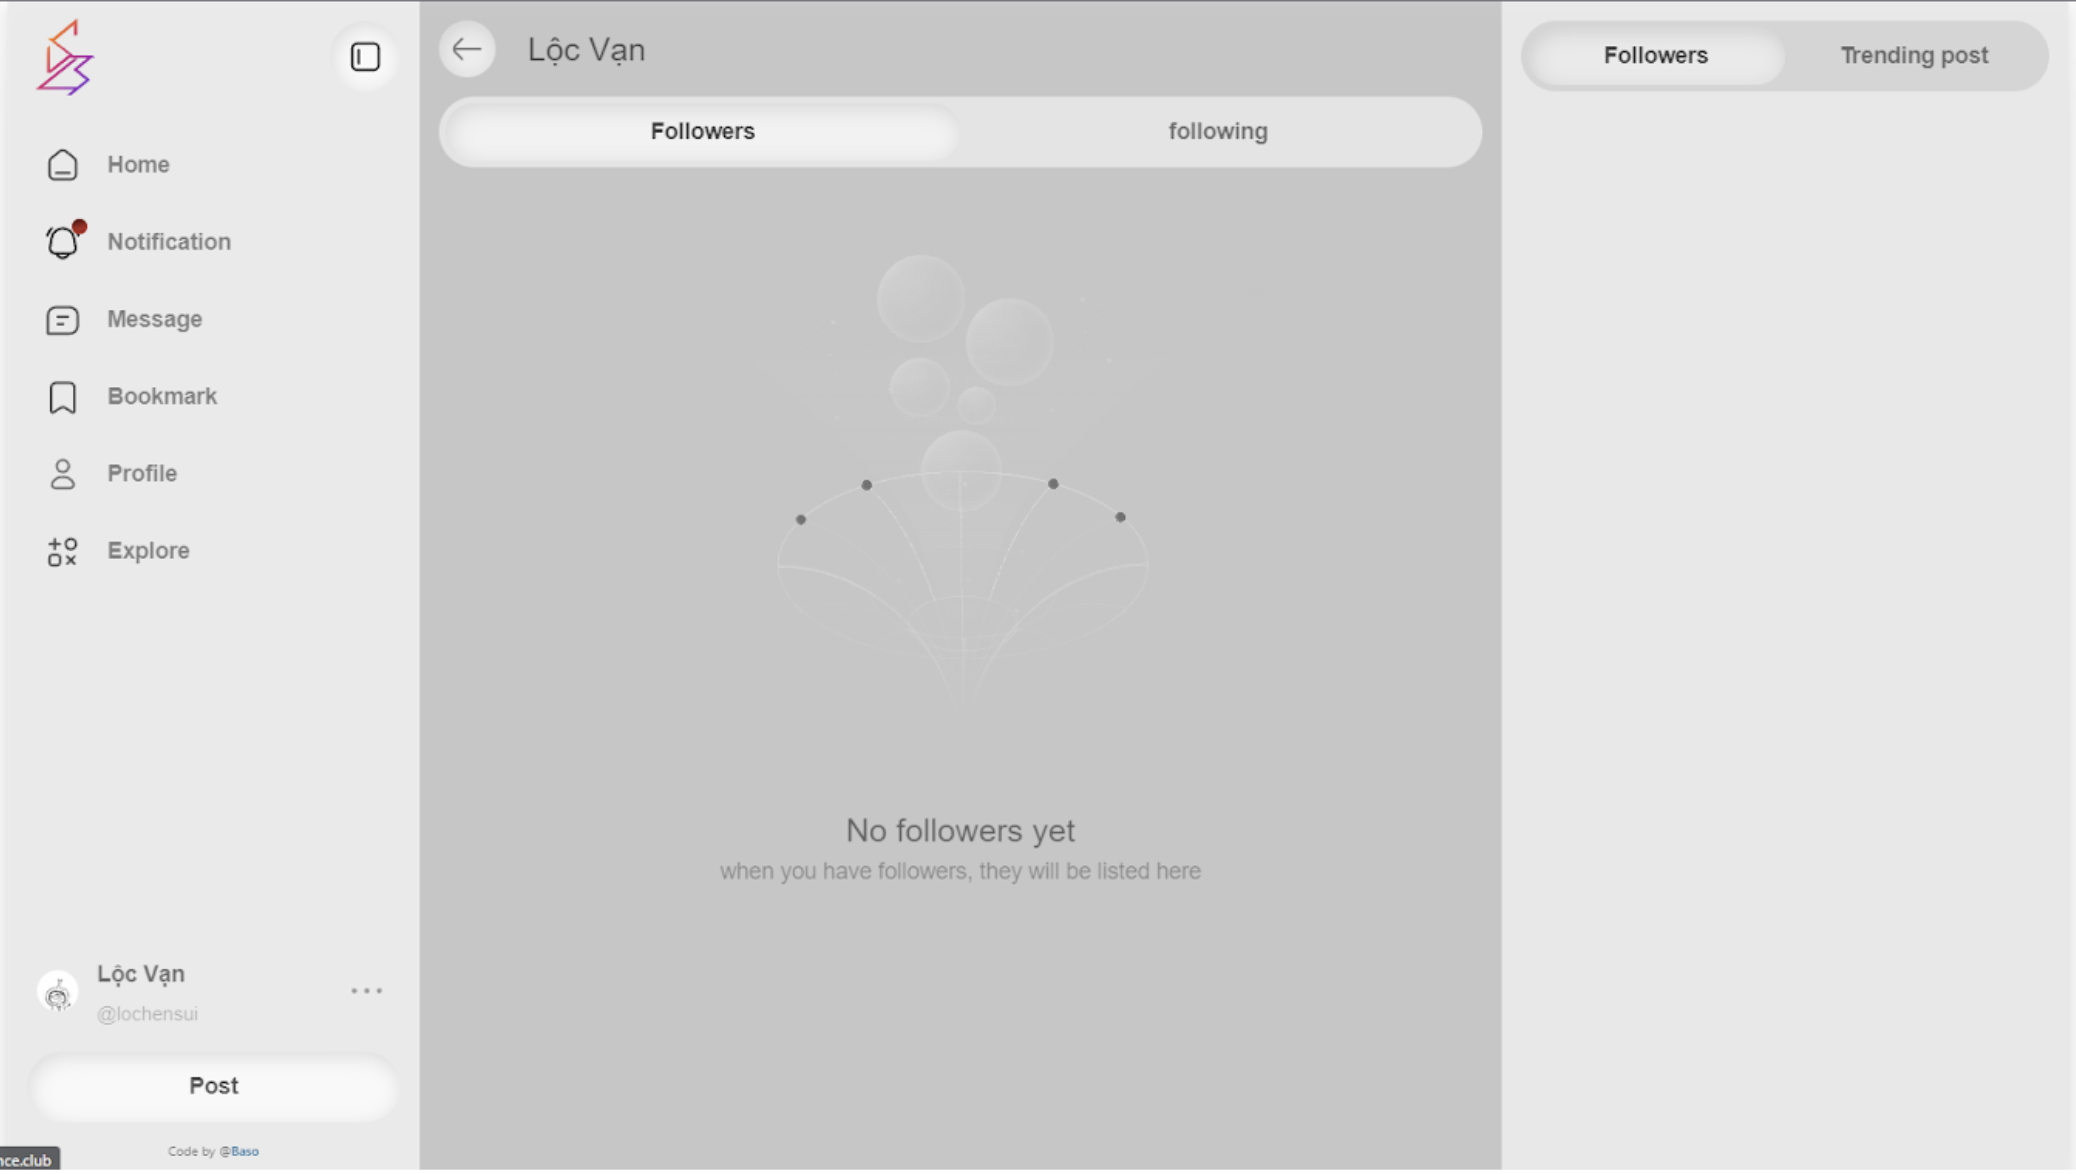 Home
Notification
Message
Bookmark
Profile
Explore
Lộc Vạn
@lochensui
Post
Code by @Baso
nce.club
Lộc Vạn
Followers
following
No followers yet
when you have followers, they will be listed here
Followers
Trending post